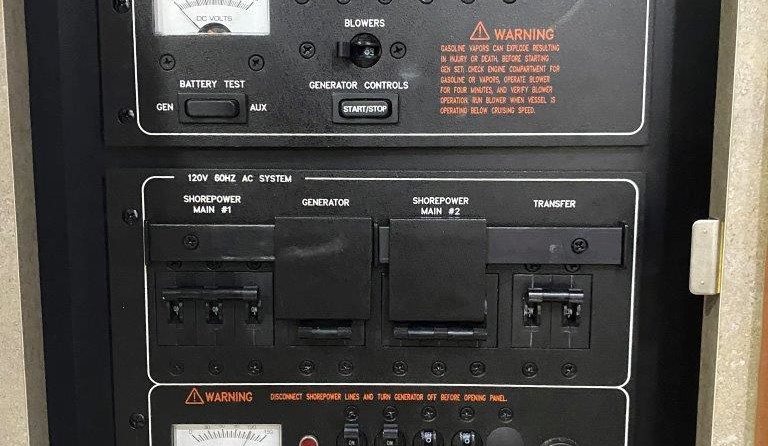 DC VOLTS
BLOWERS
WARNING
GASOLINE VAPORS CAN EXPLODE RESULTING
IN INJURY OR DEATH. BEFORE STARTING
GEN SET: CHECK ENGINE COMPARTMENT FOR
GASOLINE OR VAPORS, OPERATE BLOWER
FOR FOUR MINUTES, AND VERIFY BLOWER
OPERATION. RUN BLOWER WHEN VESSEL IS
OPERATING BELOW CRUISING SPEED.
BATTERY TEST
GEN
AUX
GENERATOR CONTROLS
START/STOP
120V 60HZ AC SYSTEM
SHOREPOWER
MAIN #1
GENERATOR
SHOREPOWER
MAIN #2
TRANSFER
WARNING
DISCONNECT SHOREPOWER LINES AND TURN GENERATOR OFF BEFORE OPENING PANEL.